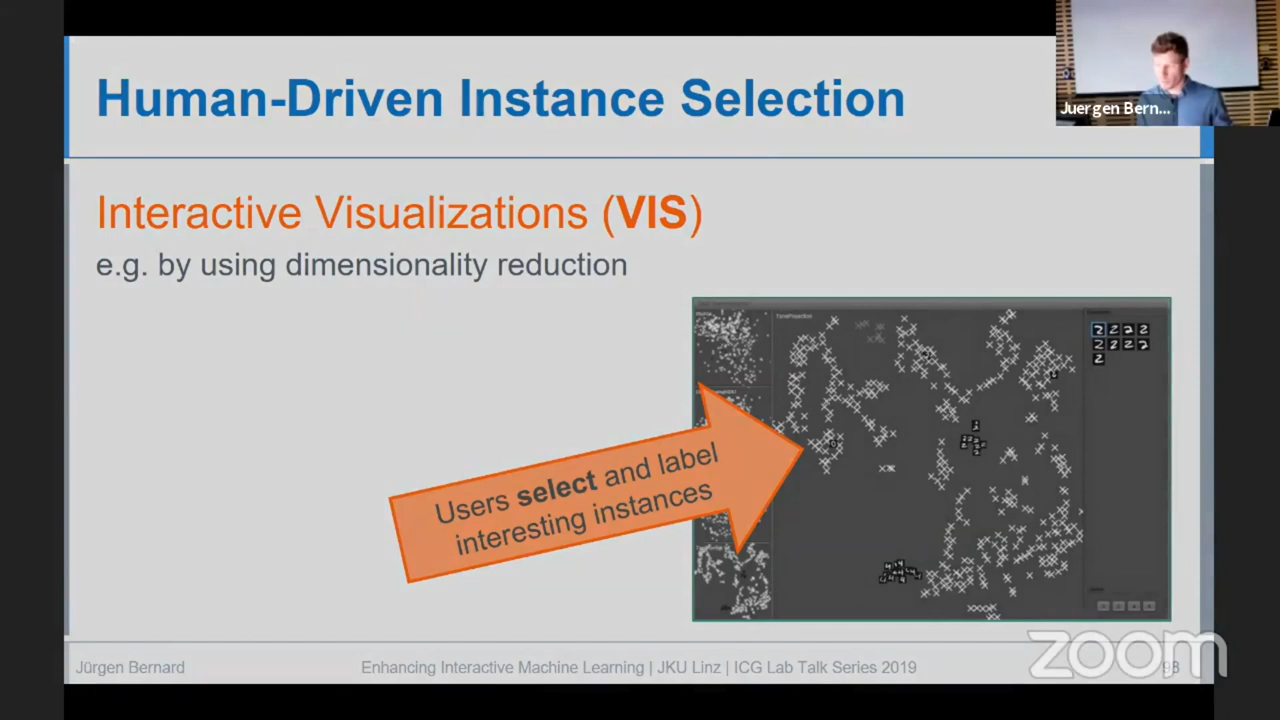 Human-Driven Instance Selection
Juergen Bern...
Interactive Visualizations (VIS)
e.g. by using dimensionality reduction
Users select and label
interesting instances
Jürgen Bernard
Enhancing Interactive Machine Learning | JKU Linz | ICG Lab Talk Series 2019
98
zoom